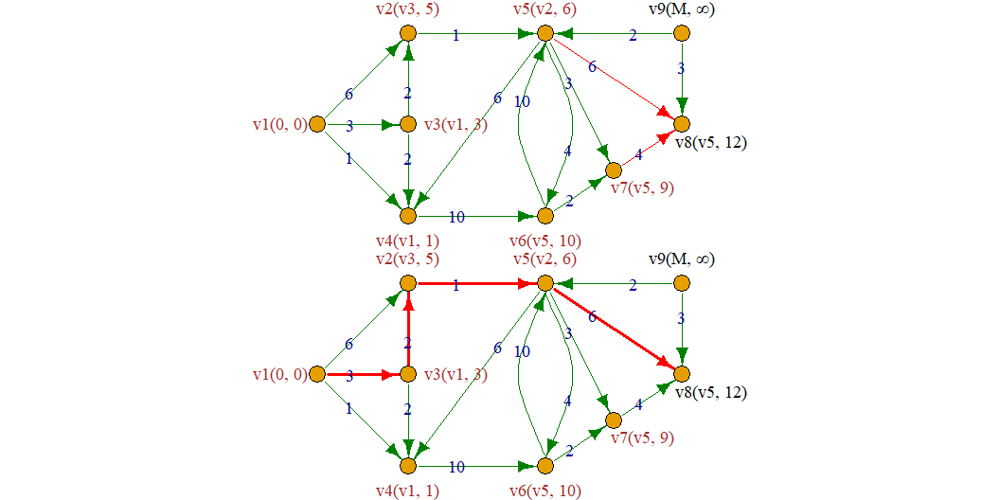 v2(v3, 5) v5(v2, 6) v9(M, ∞)
1 2
6 3
6 2 6 10 3
v1(0, 0) 3 v3(v1, 3)
v8(v5, 12)
1 2 4 4
v7(v5, 9)
2
10
v4(v1, 1) v6(v5, 10)
v2(v3, 5) v5(v2, 6) v9(M, ∞)
1 2
6 3
6 2 6 10 3
v1(0, 0) 3 v3(v1, 3)
v8(v5, 12)
1 2 4 4
v7(v5, 9)
2
10
v4(v1, 1) v6(v5, 10)